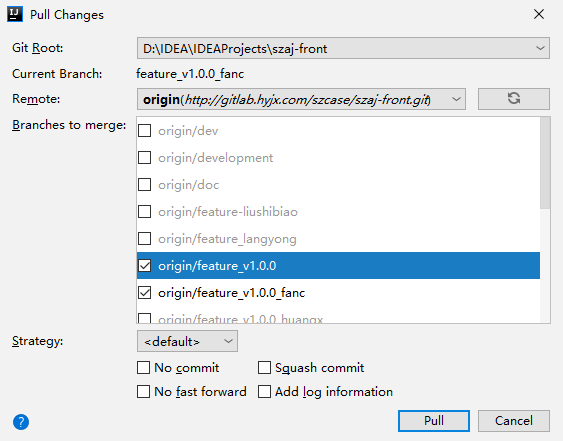 IJ Pull Changes
Git Root: D:\IDEA\IDEAProjects\szaj-front
Current Branch: feature_v1.0.0_fanc
Remote: origin(http://gitlab.hyjx.com/szcase/szaj-front.git)
Branches to merge:
origin/dev
origin/development
origin/doc
origin/feature-liushibiao
origin/feature_langyong
origin/feature_v1.0.0
origin/feature_v1.0.0_fanc
origin/feature_v1.0.0_huangx
Strategy: <default>
No commit Squash commit
No fast forward Add log information
? Pull Cancel